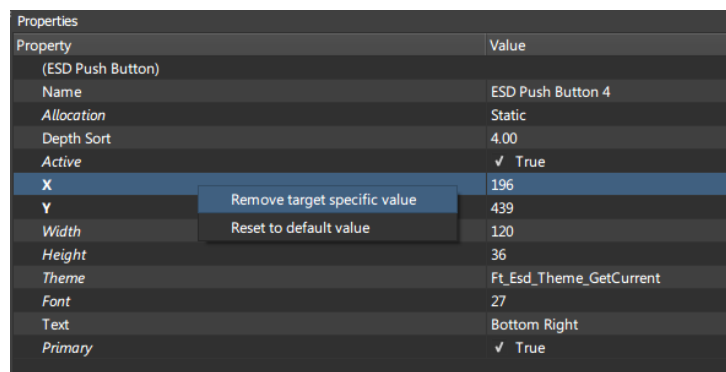 Properties
Property Value
(ESD Push Button)
Name ESD Push Button 4
Allocation Static
Depth Sort 4.00
Active ✓ True
X 196
Remove target specific value
Y 439
Reset to default value
Width 120
Height 36
Theme Ft_Esd_Theme_GetCurrent
Font 27
Text Bottom Right
Primary ✓ True